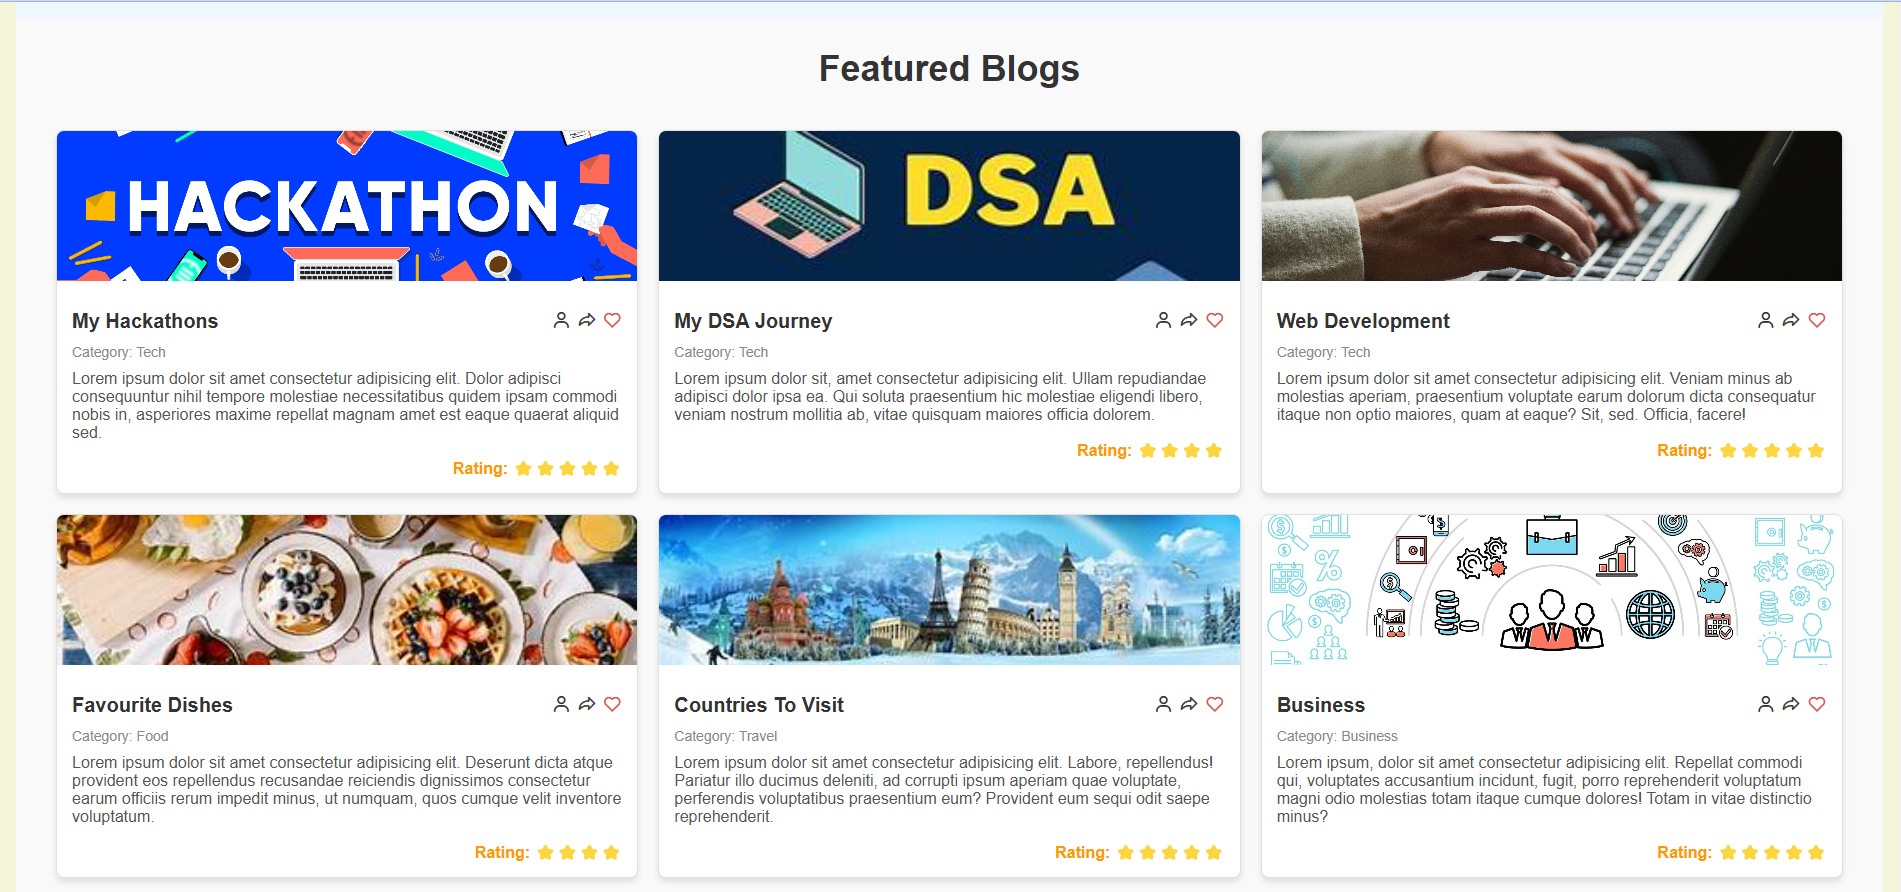 Featured Blogs
HACKATHON
My Hackathons
Category: Tech
Lorem ipsum dolor sit amet consectetur adipisicing elit. Dolor adipisci
consequuntur nihil tempore molestiae necessitatibus quidem ipsam commodi
nobis in, asperiores maxime repellat magnam amet est eaque quaerat aliquid
sed.
Rating:
DSA
My DSA Journey
Category: Tech
Lorem ipsum dolor sit, amet consectetur adipisicing elit. Ullam repudiandae
adipisci dolor ipsa ea. Qui soluta praesentium hic molestiae eligendi libero,
veniam nostrum mollitia ab, vitae quisquam maiores officia dolorem.
Rating:
Web Development
Category: Tech
Lorem ipsum dolor sit amet consectetur adipisicing elit. Veniam minus ab
molestias aperiam, praesentium voluptate earum dolorum dicta consequatur
itaque non optio maiores, quam at eaque? Sit, sed. Officia, facere!
Rating:
Favourite Dishes
Category: Food
Lorem ipsum dolor sit amet consectetur adipisicing elit. Deserunt dicta atque
provident eos repellendus recusandae reiciendis dignissimos consectetur
earum officiis rerum impedit minus, ut numquam, quos cumque velit inventore
voluptatum.
Rating:
Countries To Visit
Category: Travel
Lorem ipsum dolor sit amet consectetur adipisicing elit. Labore, repellendus!
Pariatur illo ducimus deleniti, ad corrupti ipsum aperiam quae voluptate,
perferendis voluptatibus praesentium eum? Provident eum sequi odit saepe
reprehenderit.
Rating:
Business
Category: Business
Lorem ipsum, dolor sit amet consectetur adipisicing elit. Repellat commodi
qui, voluptates accusantium incidunt, fugit, porro reprehenderit voluptatum
magni odio molestias totam itaque cumque dolores! Totam in vitae distinctio
minus?
Rating: